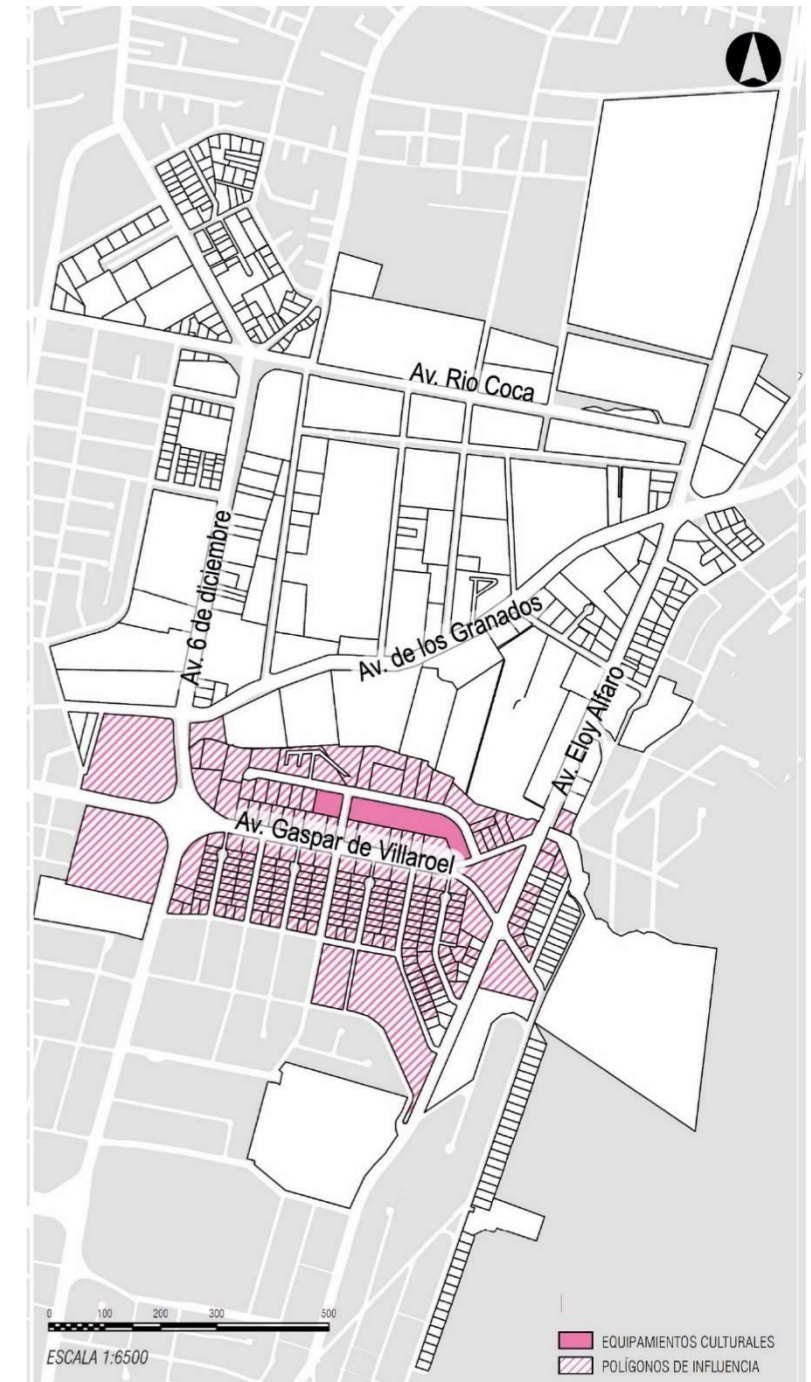 Av. Rio Coca
Av. 6 de diciembre
Av. de los Granados
Av. Eloy Alfaro
Av. Gaspar de Villaroel
0 100 200 300 500
ESCALA 1:6500
EQUIPAMIENTOS CULTURALES
POLÍGONOS DE INFLUENCIA